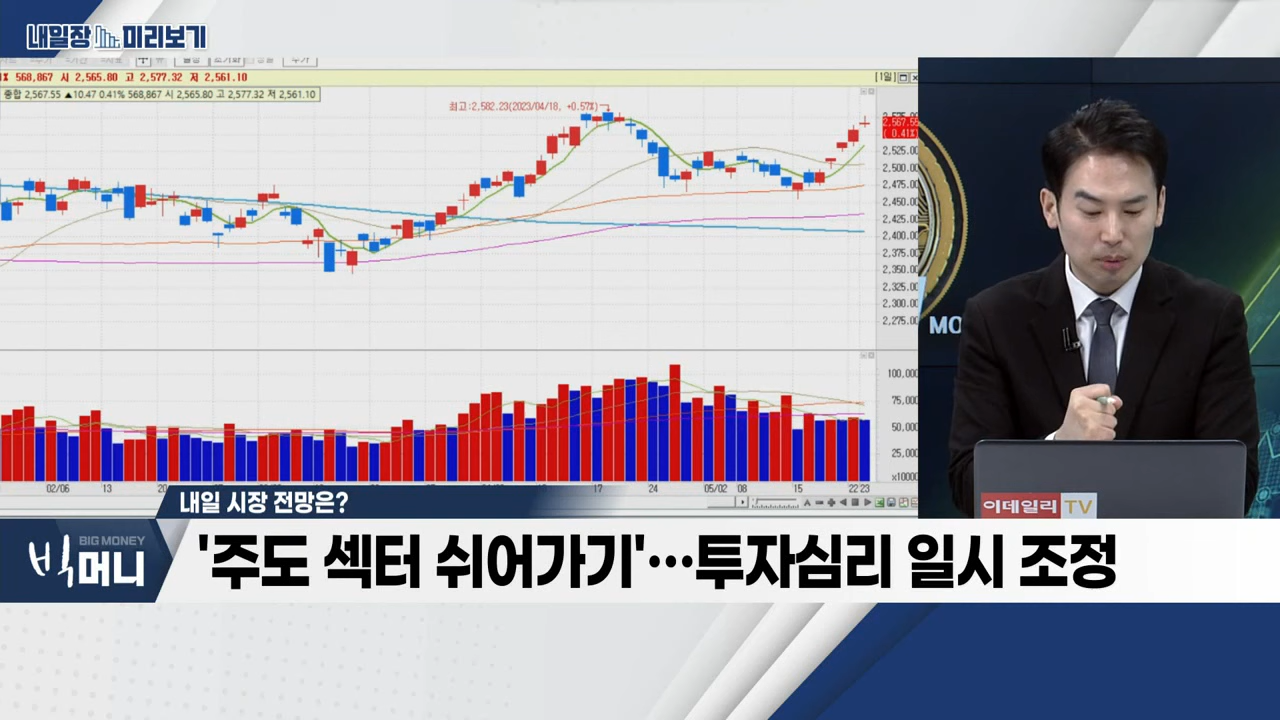 내일장 미리보기
568,867 시 2,565.80 고 2,577.32 저 2,561.10
[1일]
종합 2,567.55 ▲10.47 0.41% 568,867 시 2,565.80 고 2,577.32 저 2,561.10
최고:2,582.23(2023/04/18, +0.57%)→
2,567.55
( 0.41%)
2,525.00
2,500.00
2,475.00
2,450.00
2,425.00
2,400.00
2,375.00
2,350.00
2,325.00
2,300.00
2,275.00
100,000
75,000
50,000
25,000
x10000
02/06 13 20 17 24 05/02 08 15 22 23
MO
이데일리 TV
내일 시장 전망은?
BIG MONEY
빅머니
'주도 섹터 쉬어가기'…투자심리 일시 조정